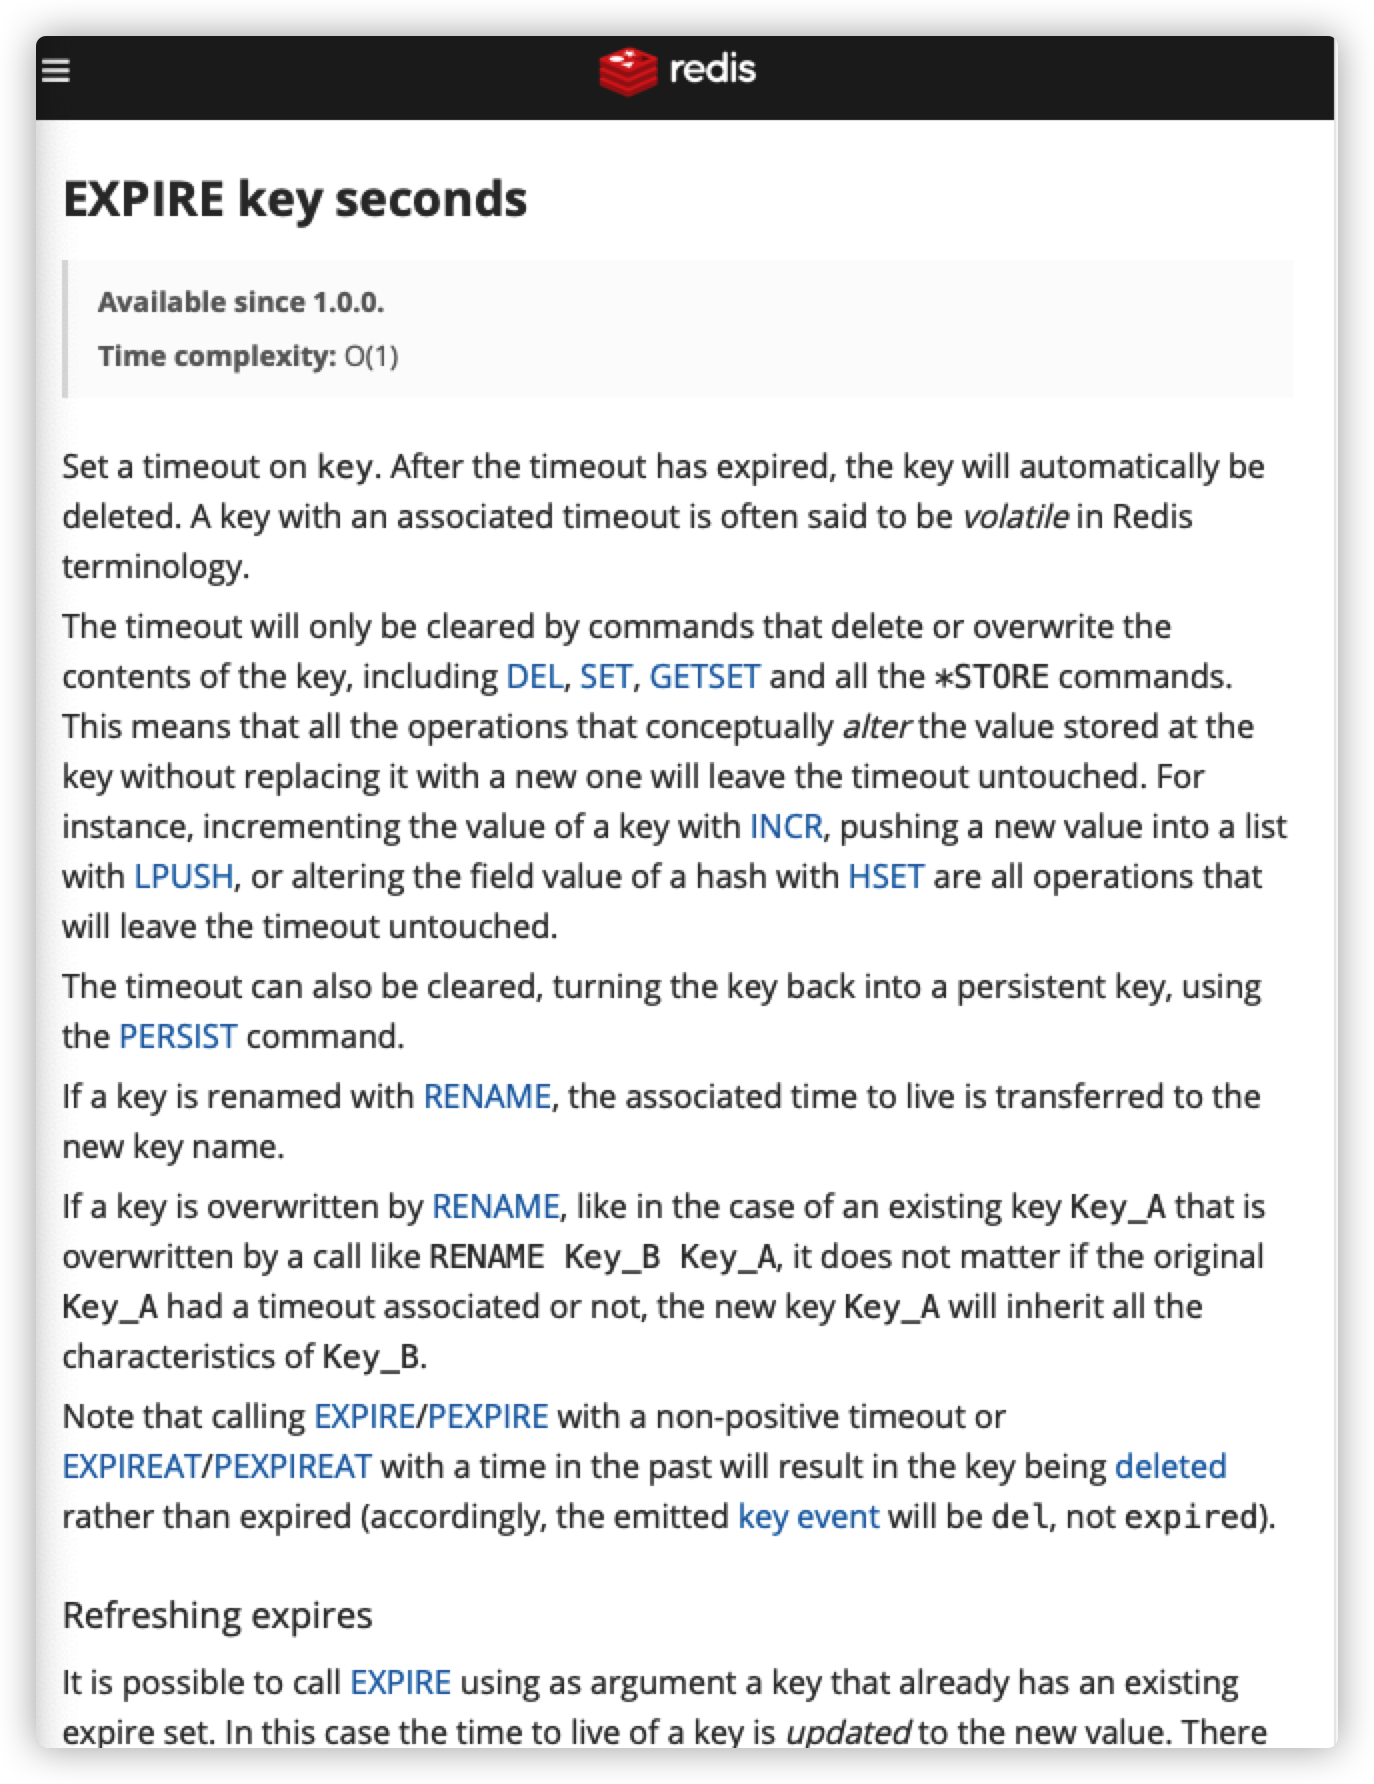 redis
EXPIRE key seconds
Available since 1.0.0.
Time complexity: O(1)
Set a timeout on key. After the timeout has expired, the key will automatically be
deleted. A key with an associated timeout is often said to be volatile in Redis
terminology.
The timeout will only be cleared by commands that delete or overwrite the
contents of the key, including DEL, SET, GETSET and all the *STORE commands.
This means that all the operations that conceptually alter the value stored at the
key without replacing it with a new one will leave the timeout untouched. For
instance, incrementing the value of a key with INCR, pushing a new value into a list
with LPUSH, or altering the field value of a hash with HSET are all operations that
will leave the timeout untouched.
The timeout can also be cleared, turning the key back into a persistent key, using
the PERSIST command.
If a key is renamed with RENAME, the associated time to live is transferred to the
new key name.
If a key is overwritten by RENAME, like in the case of an existing key Key_A that is
overwritten by a call like RENAME Key_B Key_A, it does not matter if the original
Key_A had a timeout associated or not, the new key Key_A will inherit all the
characteristics of Key_B.
Note that calling EXPIRE/PEXPIRE with a non-positive timeout or
EXPIREAT/PEXPIREAT with a time in the past will result in the key being deleted
rather than expired (accordingly, the emitted key event will be del, not expired).
Refreshing expires
It is possible to call EXPIRE using as argument a key that already has an existing
expire set. In this case the time to live of a key is updated to the new value. There